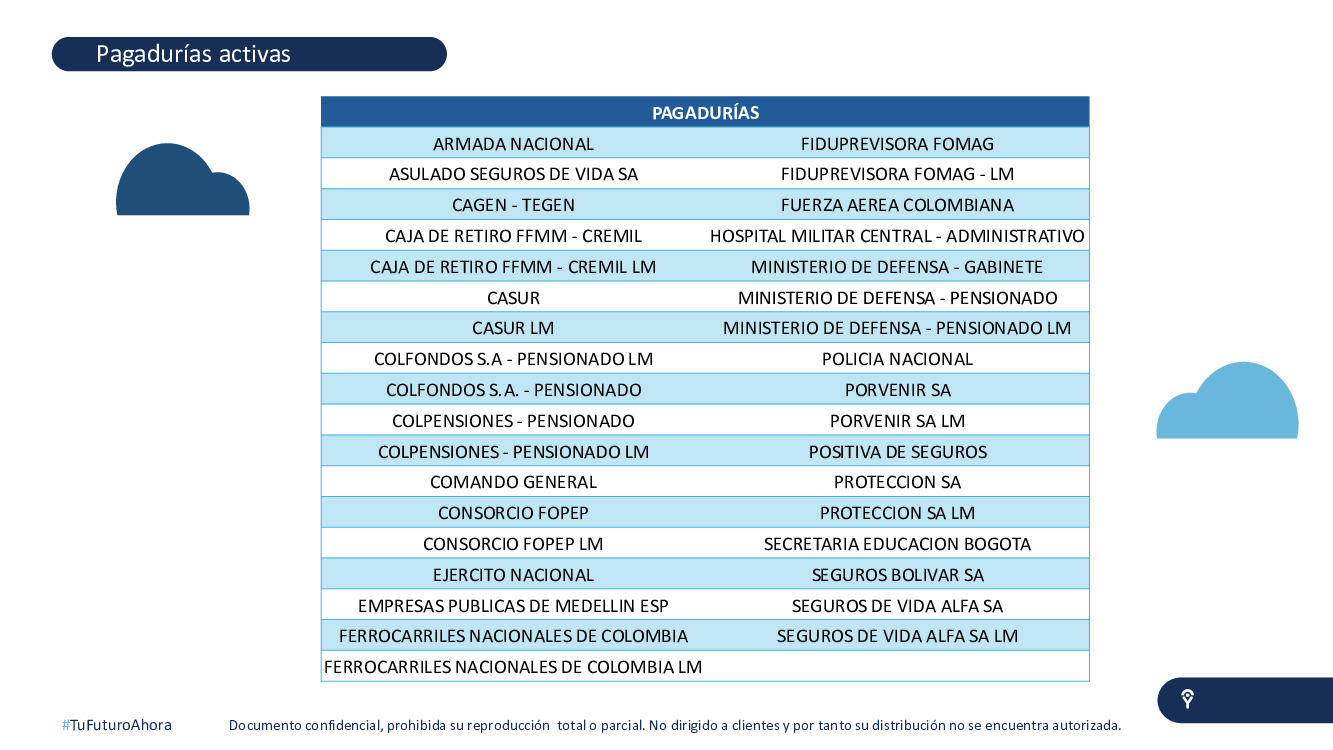 Pagadurías activas
PAGADURÍAS
ARMADA NACIONAL FIDUPREVISORA FOMAG
ASULADO SEGUROS DE VIDA SA FIDUPREVISORA FOMAG - LM
CAGEN - TEGEN FUERZA AEREA COLOMBIANA
CAJA DE RETIRO FFMM - CREMIL HOSPITAL MILITAR CENTRAL - ADMINISTRATIVO
CAJA DE RETIRO FFMM - CREMIL LM MINISTERIO DE DEFENSA - GABINETE
CASUR MINISTERIO DE DEFENSA - PENSIONADO
CASUR LM MINISTERIO DE DEFENSA - PENSIONADO LM
COLFONDOS S.A - PENSIONADO LM POLICIA NACIONAL
COLFONDOS S.A. - PENSIONADO PORVENIR SA
COLPENSIONES - PENSIONADO PORVENIR SA LM
COLPENSIONES - PENSIONADO LM POSITIVA DE SEGUROS
COMANDO GENERAL PROTECCION SA
CONSORCIO FOPEP PROTECCION SA LM
CONSORCIO FOPEP LM SECRETARIA EDUCACION BOGOTA
EJERCITO NACIONAL SEGUROS BOLIVAR SA
EMPRESAS PUBLICAS DE MEDELLIN ESP SEGUROS DE VIDA ALFA SA
FERROCARRILES NACIONALES DE COLOMBIA SEGUROS DE VIDA ALFA SA LM
FERROCARRILES NACIONALES DE COLOMBIA LM
#TuFuturoAhora Documento confidencial, prohibida su reproducción total o parcial. No dirigido a clientes y por tanto su distribución no se encuentra autorizada.